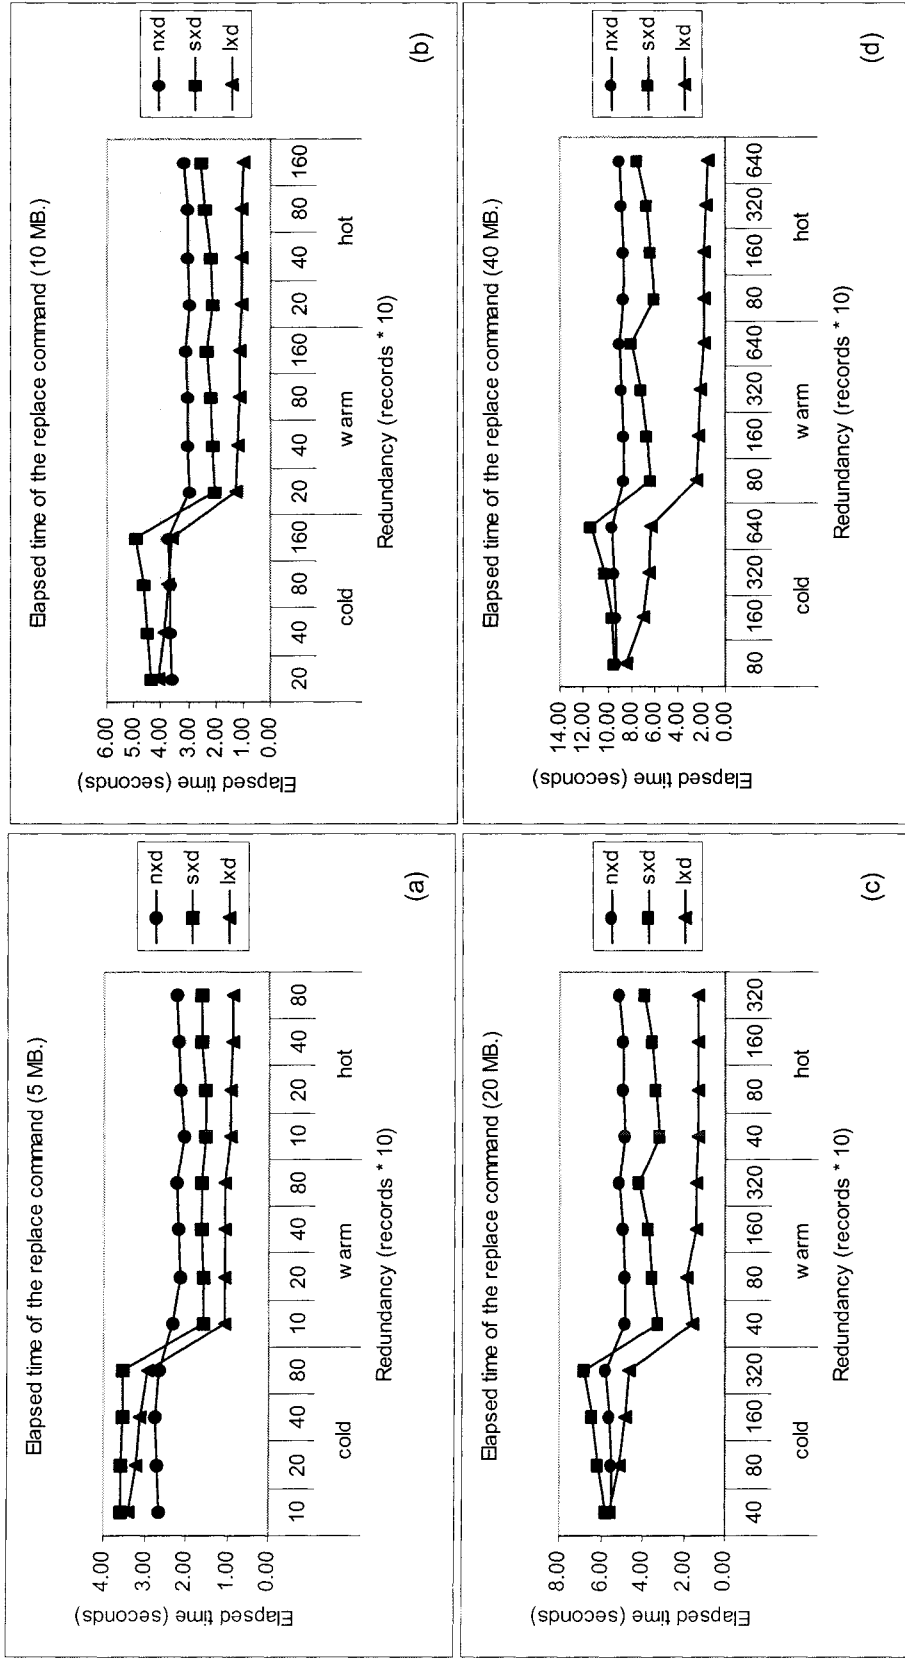 Elapsed time of the replace command (5 MB.)
Elapsed time (seconds)
4.00
3.00
2.00
1.00
0.00
10 20 40 80 10 20 40 80 10 20 40 80
cold warm hot
Redundancy (records * 10)
nxd
sxd
lxd
(a)
Elapsed time of the replace command (10 MB.)
Elapsed time (seconds)
6.00
5.00
4.00
3.00
2.00
1.00
0.00
20 40 80 160 20 40 80 160 20 40 80 160
cold warm hot
Redundancy (records * 10)
nxd
sxd
lxd
(b)
Elapsed time of the replace command (20 MB.)
Elapsed time (seconds)
8.00
6.00
4.00
2.00
0.00
40 80 160 320 40 80 160 320 40 80 160 320
cold warm hot
Redundancy (records * 10)
nxd
sxd
lxd
(c)
Elapsed time of the replace command (40 MB.)
Elapsed time (seconds)
14.00
12.00
10.00
8.00
6.00
4.00
2.00
0.00
80 160 320 640 80 160 320 640 80 160 320 640
cold warm hot
Redundancy (records * 10)
nxd
sxd
lxd
(d)